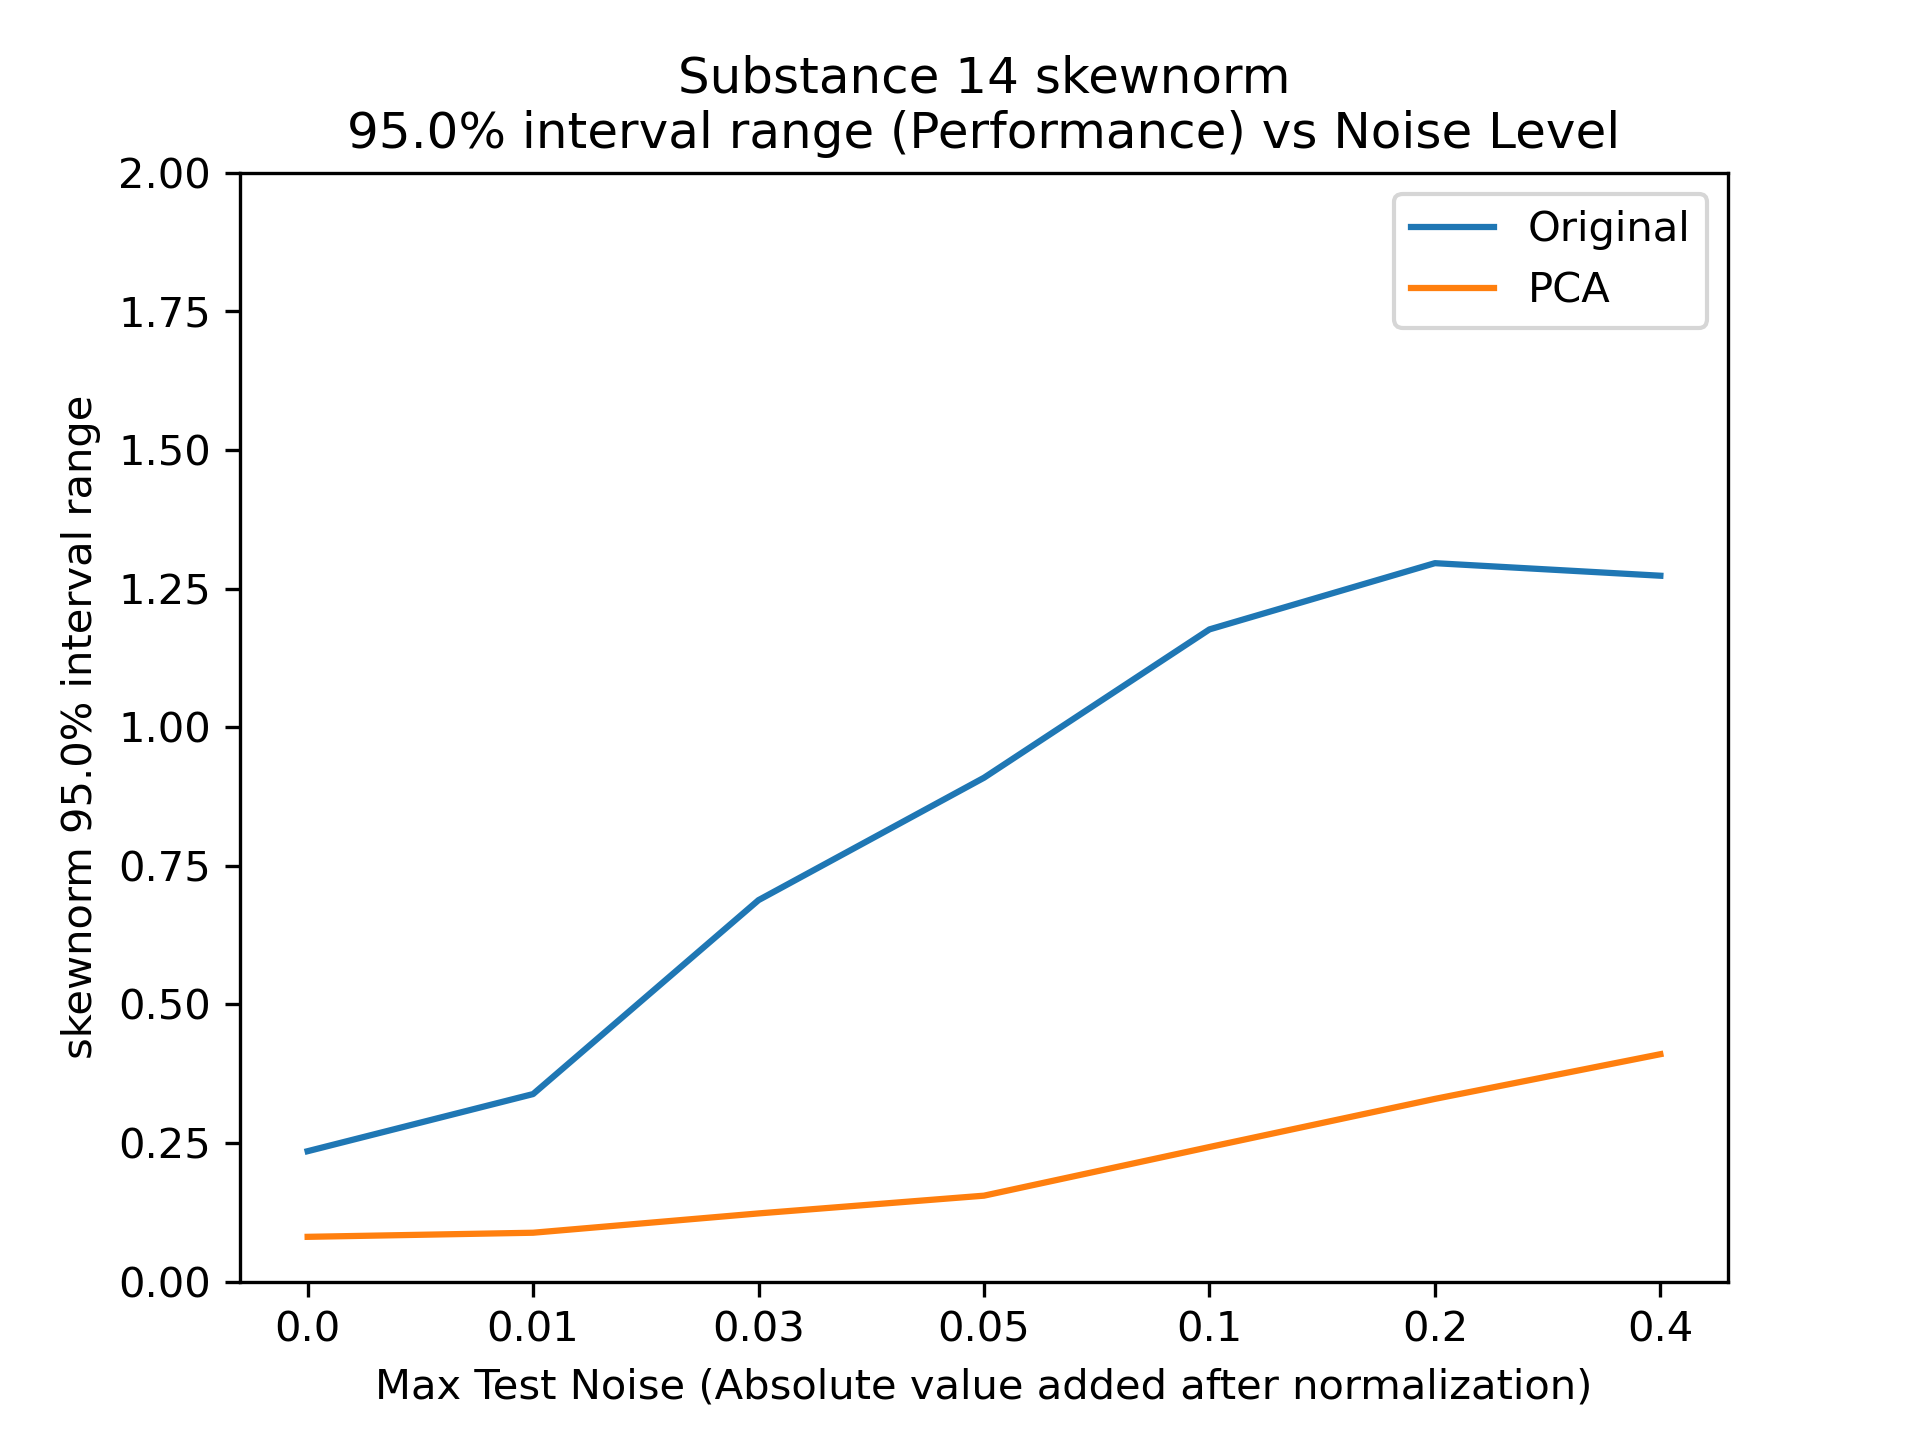 Substance 14 skewnorm
95.0% interval range (Performance) vs Noise Level
Original
PCA
skewnorm 95.0% interval range
2.00
1.75
1.50
1.25
1.00
0.75
0.50
0.25
0.00
0.0 0.01 0.03 0.05 0.1 0.2 0.4
Max Test Noise (Absolute value added after normalization)